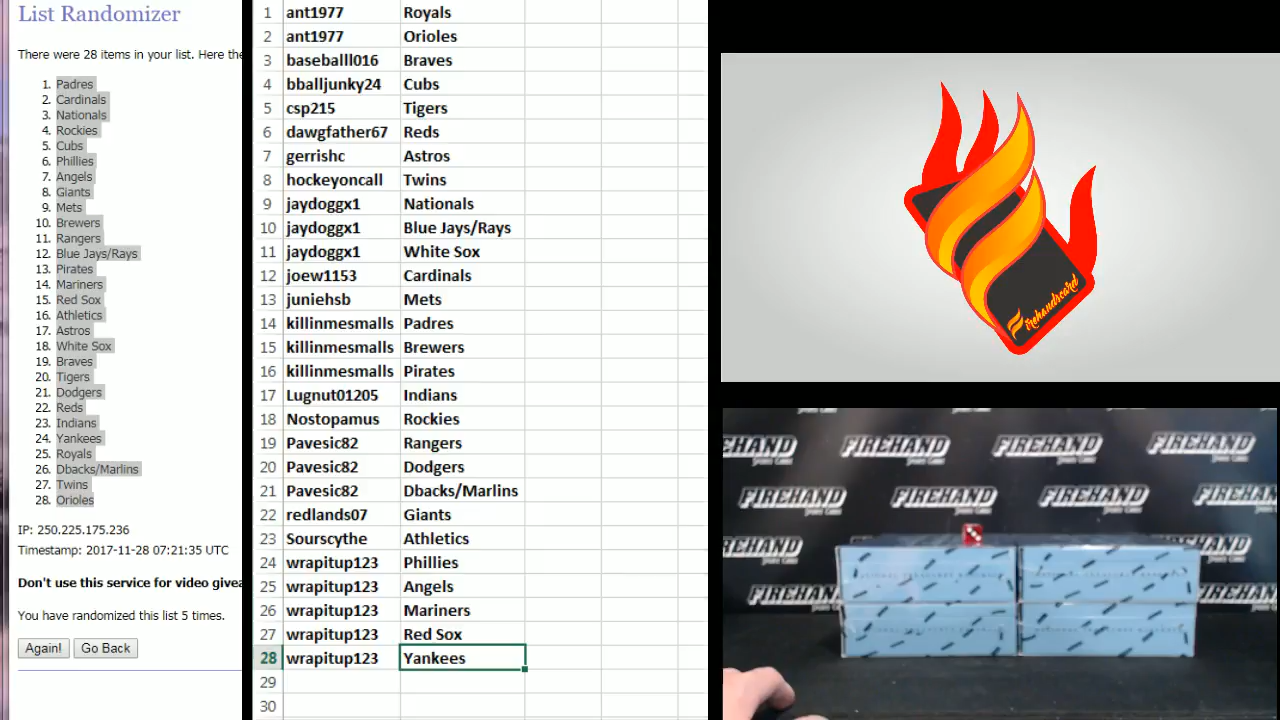 List Randomizer
There were 28 items in your list. Here the
1. Padres
2. Cardinals
3. Nationals
4. Rockies
5. Cubs
6. Phillies
7. Angels
8. Giants
9. Mets
10. Brewers
11. Rangers
12. Blue Jays/Rays
13. Pirates
14. Mariners
15. Red Sox
16. Athletics
17. Astros
18. White Sox
19. Braves
20. Tigers
21. Dodgers
22. Reds
23. Indians
24. Yankees
25. Royals
26. Dbacks/Marlins
27. Twins
28. Orioles
IP: 250.225.175.236
Timestamp: 2017-11-28 07:21:35 UTC
Don't use this service for video givea
You have randomized this list 5 times.
Again! Go Back
1 ant1977 Royals
2 ant1977 Orioles
3 baseballl016 Braves
4 bballjunky24 Cubs
5 csp215 Tigers
6 dawgfather67 Reds
7 gerrishc Astros
8 hockeyoncall Twins
9 jaydoggx1 Nationals
10 jaydoggx1 Blue Jays/Rays
11 jaydoggx1 White Sox
12 joew1153 Cardinals
13 juniehsb Mets
14 killinmesmalls Padres
15 killinmesmalls Brewers
16 killinmesmalls Pirates
17 Lugnut01205 Indians
18 Nostopamus Rockies
19 Pavesic82 Rangers
20 Pavesic82 Dodgers
21 Pavesic82 Dbacks/Marlins
22 redlands07 Giants
23 Sourscythe Athletics
24 wrapitup123 Phillies
25 wrapitup123 Angels
26 wrapitup123 Mariners
27 wrapitup123 Red Sox
28 wrapitup123 Yankees
29
30
firehandscard
FIREHAND FIREHAND FIREHAND FIREHAND
FIREHAND FIREHAND FIREHAND FIREHAND
FIREHAND FIREHAND
FIREHAND FIREHAND